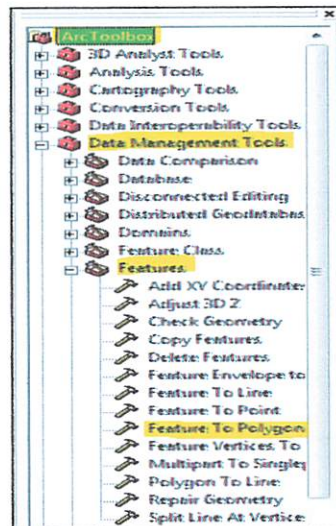 ArcToolbox
3D Analyst Tools
Analysis Tools
Cartography Tools
Conversion Tools
Data Interoperability Tools
Data Management Tools
Data Comparison
Database
Disconnected Editing
Distributed Geodatabas
Domains
Feature Class
Features
Add XY Coordinate
Adjust 3D Z
Check Geometry
Copy Features
Delete Features
Feature Envelope to
Feature To Line
Feature To Point
Feature To Polygon
Feature Vertices To
Multipart To Singlep
Polygon To Line
Repair Geometry
Split Line At Vertice